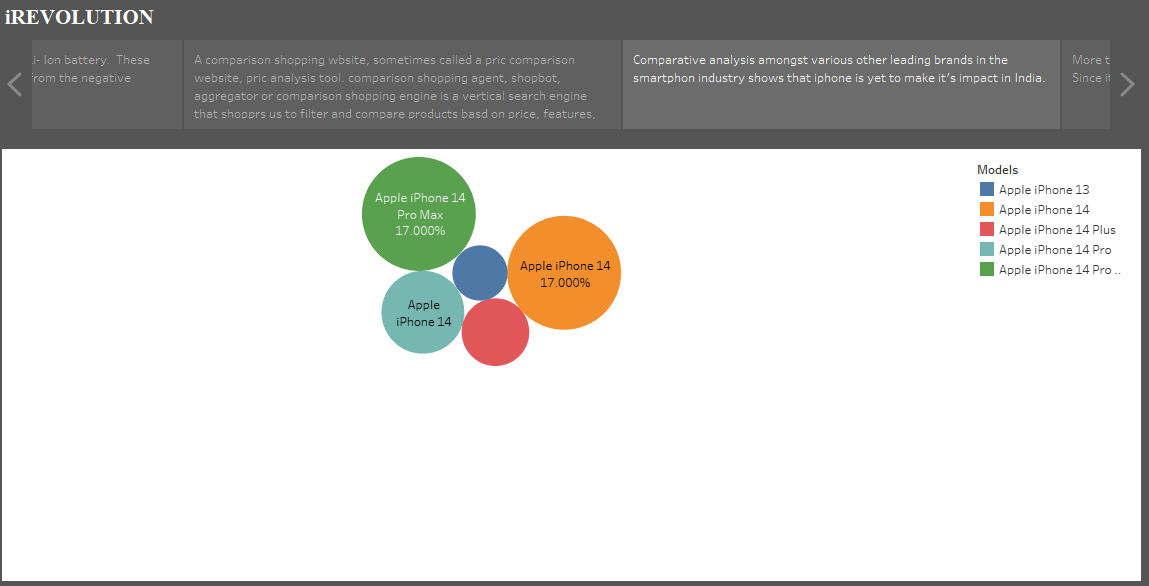 iREVOLUTION
Li- Ion battery. These
from the negative
A comparison shopping wbsite, sometimes called a pric comparison
website, pric analysis tool. comparison shopping agent, shopbot,
aggregator or comparison shopping engine is a vertical search engine
that shopprs us to filter and compare products basd on price, features,
Comparative analysis amongst various other leading brands in the
smartphon industry shows that iphone is yet to make it's impact in India.
More t
Since it
Apple iPhone 14
Pro Max
17.000%
Apple iPhone 14
17.000%
Apple
iPhone 14
Models
Apple iPhone 13
Apple iPhone 14
Apple iPhone 14 Plus
Apple iPhone 14 Pro
Apple iPhone 14 Pro ..